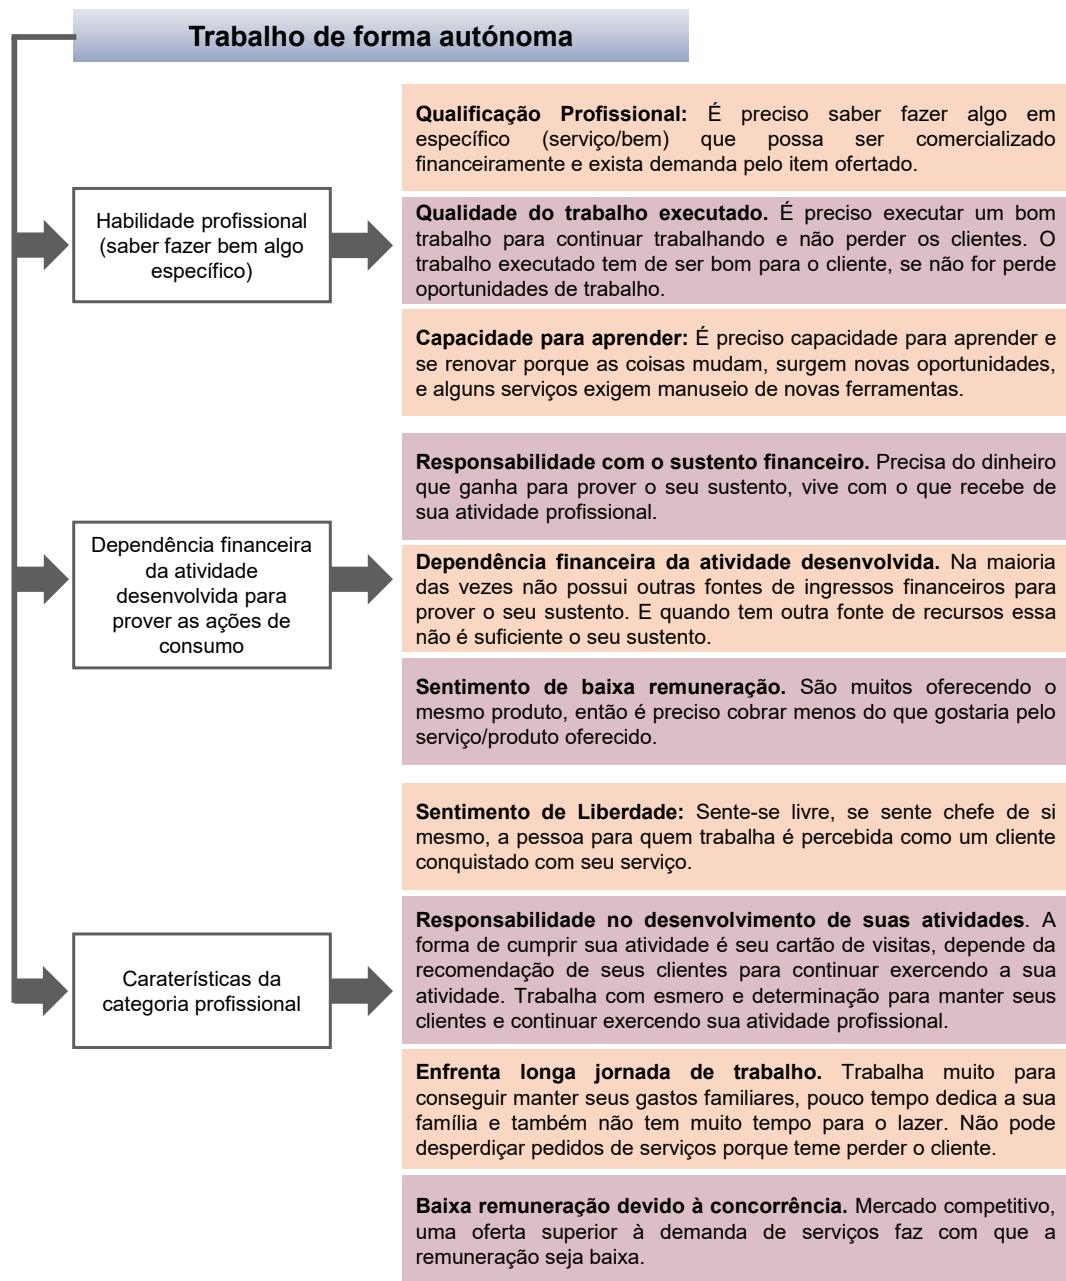 Trabalho de forma autónoma
Habilidade profissional
(saber fazer bem algo
específico)
Qualificação Profissional: É preciso saber fazer algo em
específico (serviço/bem) que possa ser comercializado
financeiramente e exista demanda pelo item ofertado.
Qualidade do trabalho executado. É preciso executar um bom
trabalho para continuar trabalhando e não perder os clientes. O
trabalho executado tem de ser bom para o cliente, se não for perde
oportunidades de trabalho.
Capacidade para aprender: É preciso capacidade para aprender e
se renovar porque as coisas mudam, surgem novas oportunidades,
e alguns serviços exigem manuseio de novas ferramentas.
Dependência financeira
da atividade
desenvolvida para
prover as ações de
consumo
Responsabilidade com o sustento financeiro. Precisa do dinheiro
que ganha para prover o seu sustento, vive com o que recebe de
sua atividade profissional.
Dependência financeira da atividade desenvolvida. Na maioria
das vezes não possui outras fontes de ingressos financeiros para
prover o seu sustento. E quando tem outra fonte de recursos essa
não é suficiente o seu sustento.
Sentimento de baixa remuneração. São muitos oferecendo o
mesmo produto, então é preciso cobrar menos do que gostaria pelo
serviço/produto oferecido.
Caraterísticas da
categoria profissional
Sentimento de Liberdade: Sente-se livre, se sente chefe de si
mesmo, a pessoa para quem trabalha é percebida como um cliente
conquistado com seu serviço.
Responsabilidade no desenvolvimento de suas atividades. A
forma de cumprir sua atividade é seu cartão de visitas, depende da
recomendação de seus clientes para continuar exercendo a sua
atividade. Trabalha com esmero e determinação para manter seus
clientes e continuar exercendo sua atividade profissional.
Enfrenta longa jornada de trabalho. Trabalha muito para
conseguir manter seus gastos familiares, pouco tempo dedica a sua
família e também não tem muito tempo para o lazer. Não pode
desperdiçar pedidos de serviços porque teme perder o cliente.
Baixa remuneração devido à concorrência. Mercado competitivo,
uma oferta superior à demanda de serviços faz com que a
remuneração seja baixa.